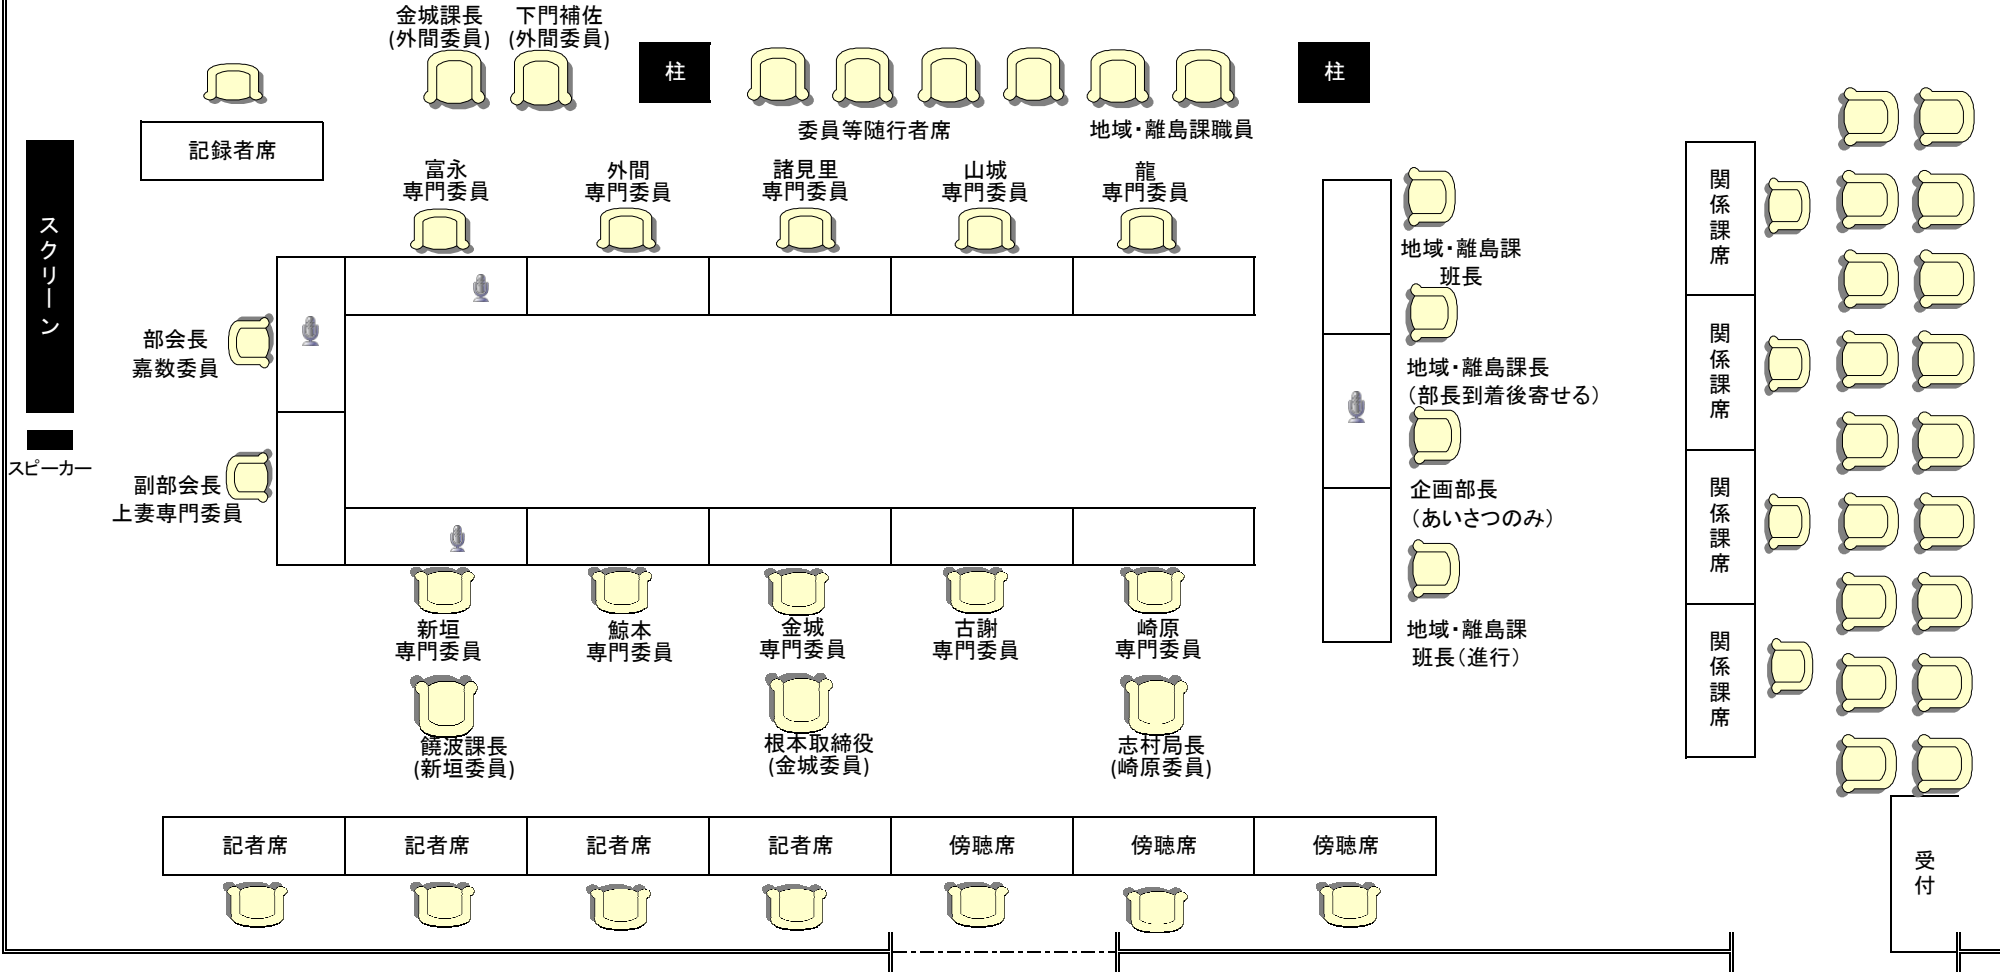 金城課長
(外間委員)
下門補佐
(外間委員)
柱
柱
委員等随行者席
地域・離島課職員
記録者席
スクリーン
スピーカー
富永
専門委員
外間
専門委員
諸見里
専門委員
山城
専門委員
龍
専門委員
部会長
嘉数委員
副部会長
上妻専門委員
地域・離島課
班長
地域・離島課長
（部長到着後寄せる）
企画部長
（あいさつのみ）
地域・離島課
班長（進行）
関係課席
関係課席
関係課席
関係課席
新垣
専門委員
鯨本
専門委員
金城
専門委員
古謝
専門委員
崎原
専門委員
饒波課長
(新垣委員)
根本取締役
(金城委員)
志村局長
(崎原委員)
記者席
記者席
記者席
記者席
傍聴席
傍聴席
傍聴席
受付